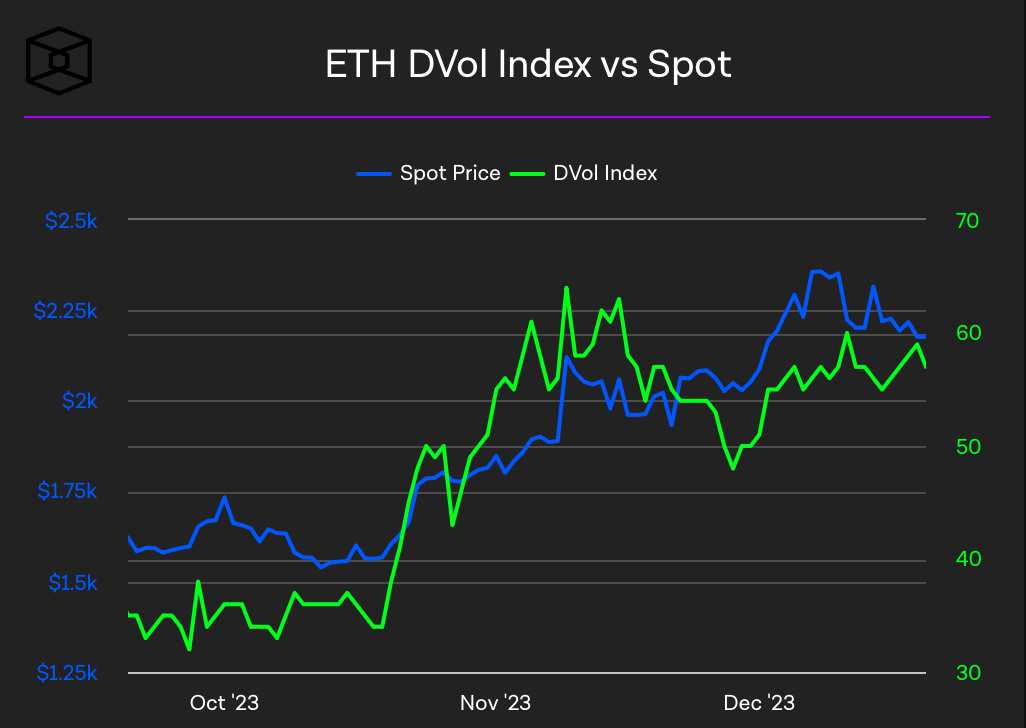 ETH DVol Index vs Spot
Spot Price DVol Index
$2.5k 70
$2.25k
60
$2k
50
$1.75k
40
$1.5k
$1.25k 30
Oct '23 Nov '23 Dec '23